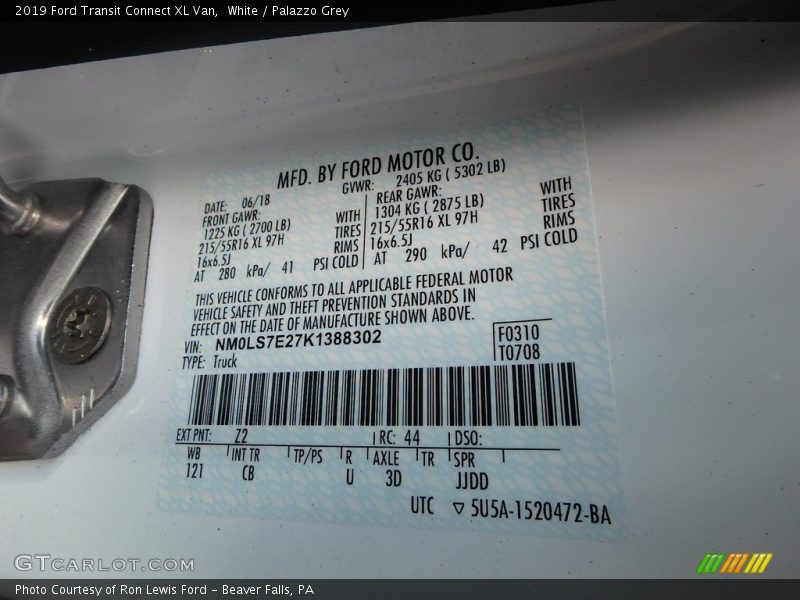 2019 Ford Transit Connect XL Van, White / Palazzo Grey
MFD. BY FORD MOTOR CO.
DATE: 06/18 GVWR: 2405 KG ( 5302 LB)
FRONT GAWR: REAR GAWR:
1225 KG ( 2700 LB) WITH 1304 KG ( 2875 LB) WITH
215/55R16 XL 97H TIRES 215/55R16 XL 97H TIRES
16x6.5J RIMS 16x6.5J RIMS
AT 280 kPa/ 41 PSI COLD AT 290 kPa/ 42 PSI COLD
THIS VEHICLE CONFORMS TO ALL APPLICABLE FEDERAL MOTOR
VEHICLE SAFETY AND THEFT PREVENTION STANDARDS IN
EFFECT ON THE DATE OF MANUFACTURE SHOWN ABOVE.
VIN: NM0LS7E27K1388302 F0310
TYPE: Truck T0708
EXT PNT: Z2 RC: 44 DSO:
WB INT TR TP/PS R AXLE TR SPR
121 CB U 3D JJDD
UTC ▽ 5U5A-1520472-BA
GTCARLOT.COM
Photo Courtesy of Ron Lewis Ford - Beaver Falls, PA